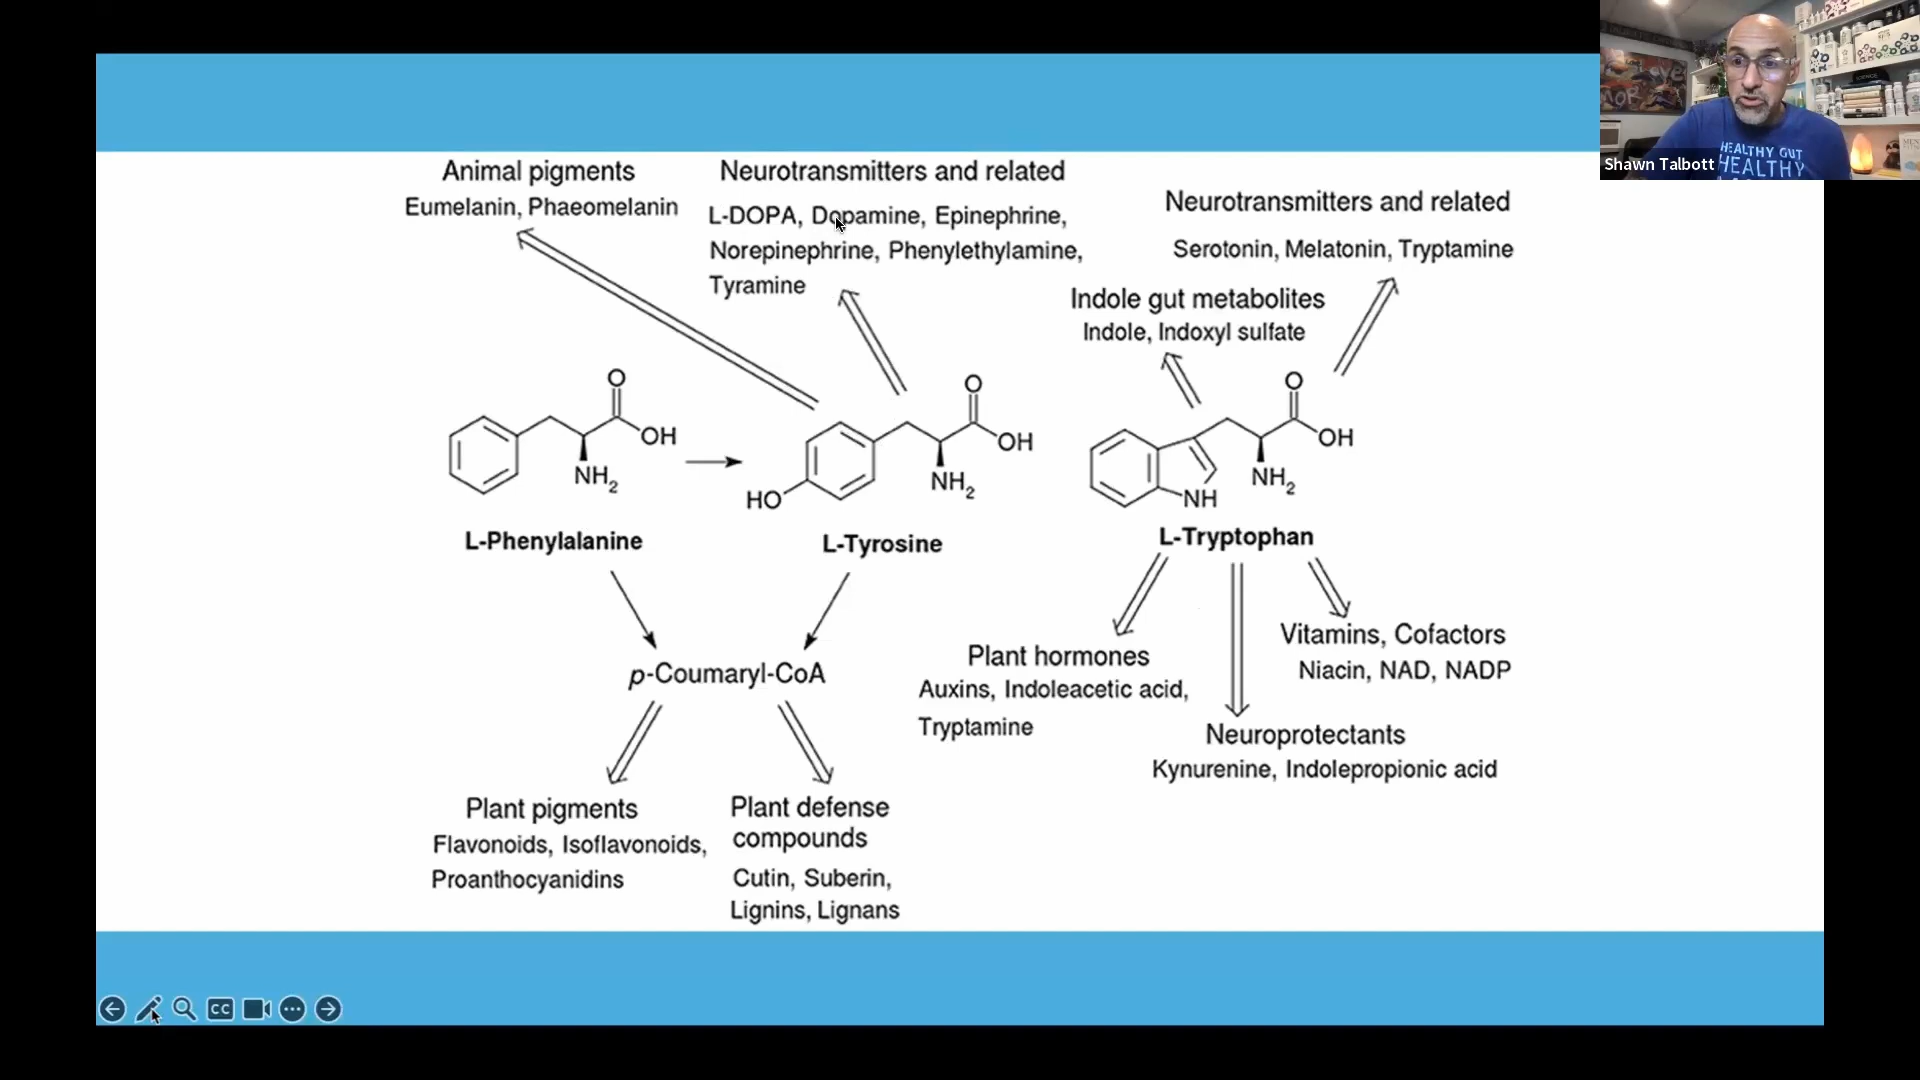 Animal pigments
Eumelanin, Phaeomelanin
Neurotransmitters and related
L-DOPA, Dopamine, Epinephrine,
Norepinephrine, Phenylethylamine,
Tyramine
Neurotransmitters and related
Serotonin, Melatonin, Tryptamine
Indole gut metabolites
Indole, Indoxyl sulfate
O
OH
NH2
L-Phenylalanine
O
OH
NH2
HO
L-Tyrosine
O
OH
NH2
NH
L-Tryptophan
p-Coumaryl-CoA
Plant pigments
Flavonoids, Isoflavonoids,
Proanthocyanidins
Plant defense
compounds
Cutin, Suberin,
Lignins, Lignans
Plant hormones
Auxins, Indoleacetic acid,
Tryptamine
Vitamins, Cofactors
Niacin, NAD, NADP
Neuroprotectants
Kynurenine, Indolepropionic acid
Shawn Talbott
HEALTHY GUT
HEALTHY
CC